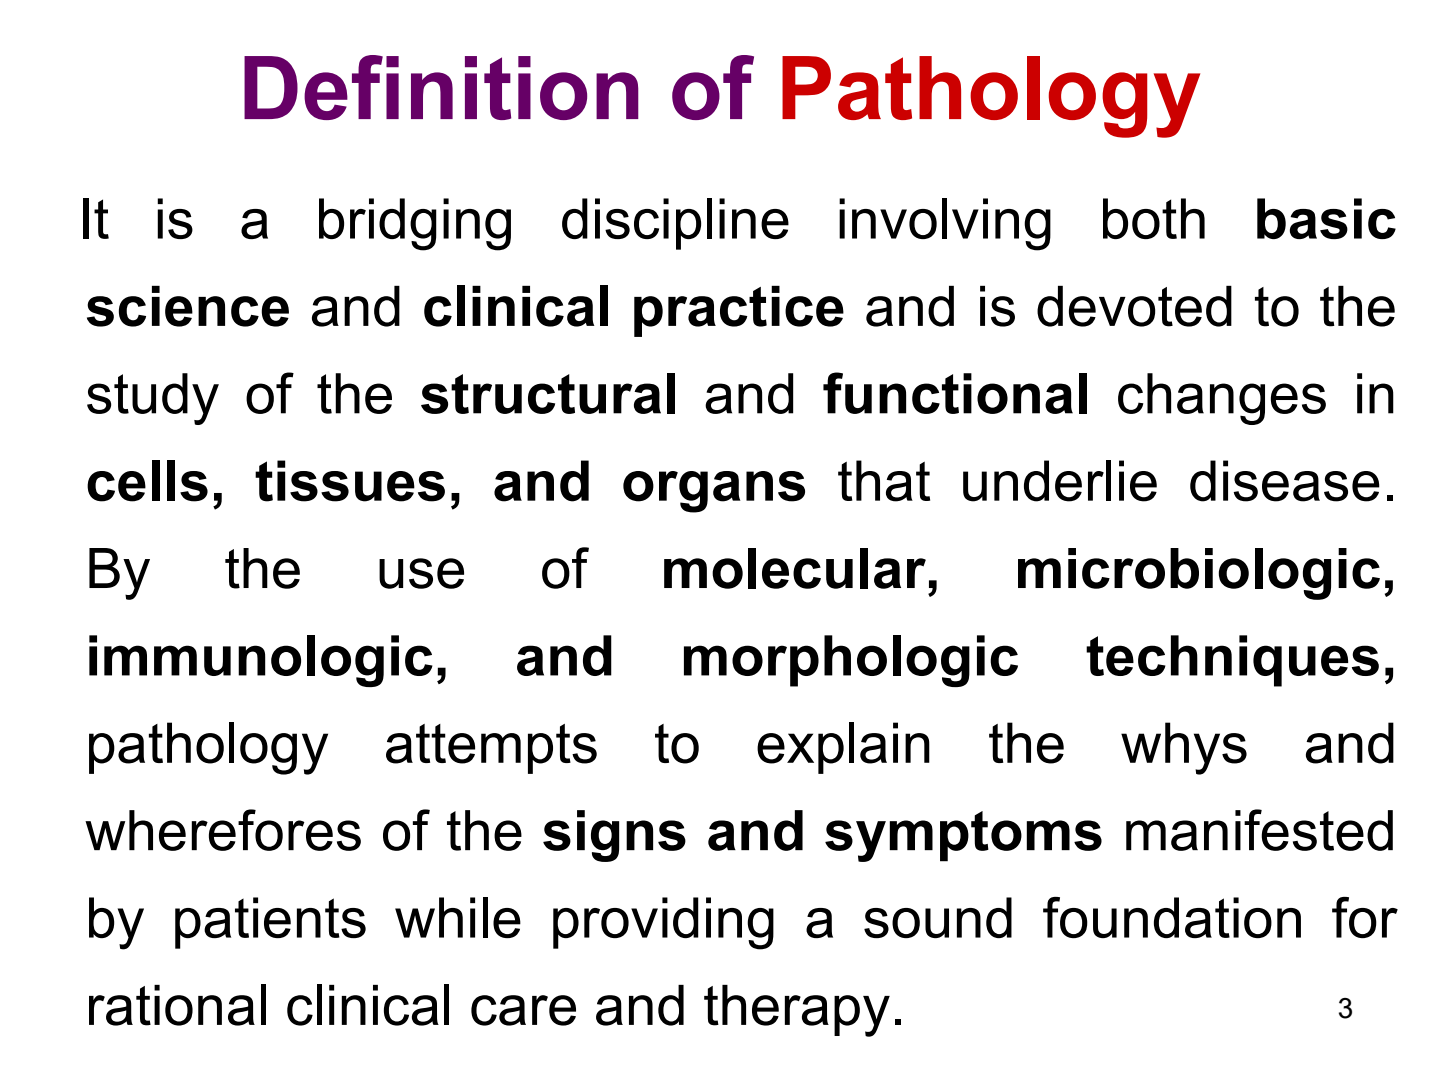 Definition of Pathology
It is a bridging discipline involving both basic
science and clinical practice and is devoted to the
study of the structural and functional changes in
cells, tissues, and organs that underlie disease.
By the use of molecular, microbiologic,
immunologic, and morphologic techniques,
pathology attempts to explain the whys and
wherefores of the signs and symptoms manifested
by patients while providing a sound foundation for
rational clinical care and therapy.
3